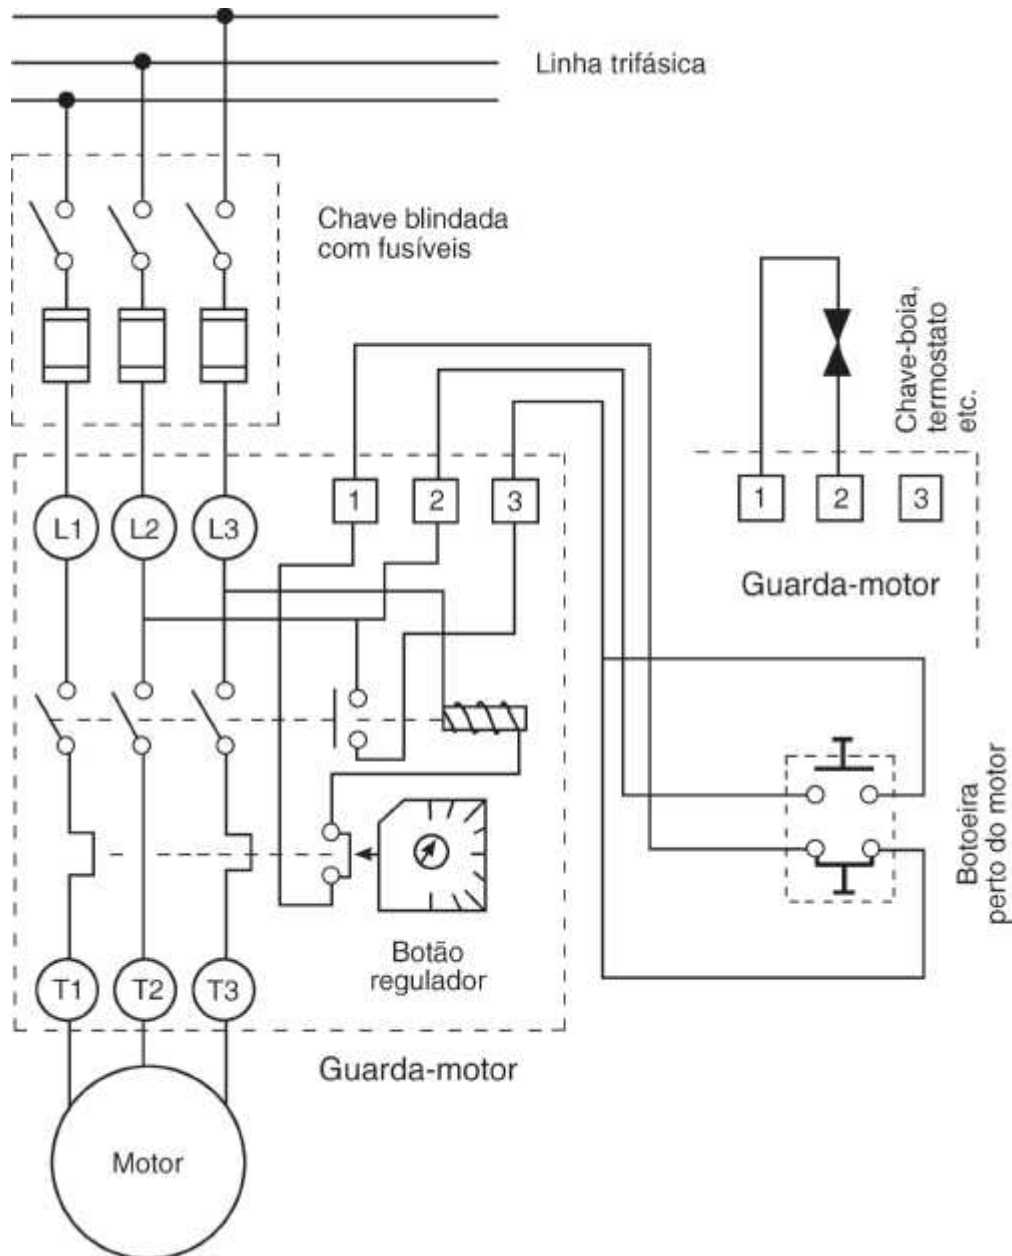 Linha trifásica
Chave blindada
com fusíveis
Chave-boia,
termostato
etc.
1
2
3
1
2
3
L1
L2
L3
Guarda-motor
Botoeira
perto do motor
Botão
regulador
T1
T2
T3
Guarda-motor
Motor